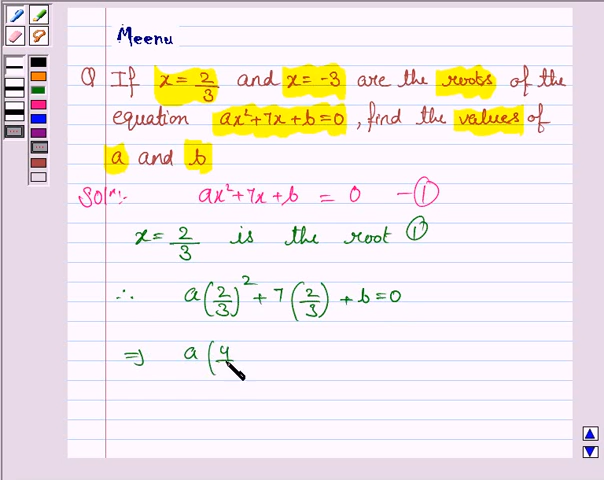 Meenu
Q If x = 2/3 and x = -3 are the roots of the
equation ax²+7x+b=0, find the values of
a and b
Solⁿ:- ax²+7x+b = 0 -①
x = 2/3 is the root ①
∴ a(2/3)² + 7(2/3) + b = 0
⇒ a(4/